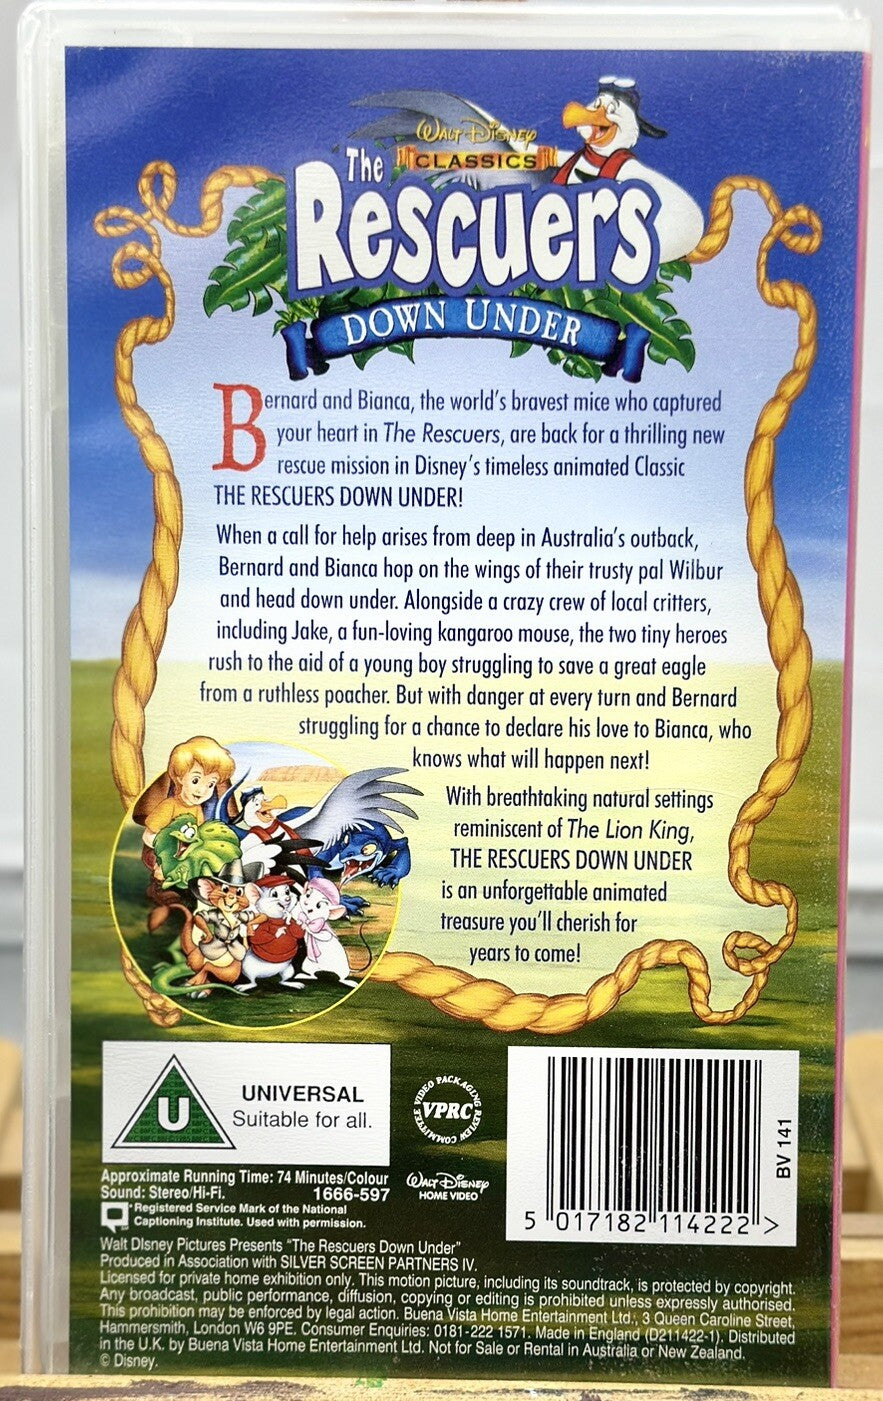 WALT DISNEY
CLASSICS
The
RESCUERS
DOWN UNDER
Bernard and Bianca, the world's bravest mice who captured
your heart in The Rescuers, are back for a thrilling new
rescue mission in Disney's timeless animated Classic
THE RESCUERS DOWN UNDER!
When a call for help arises from deep in Australia's outback,
Bernard and Bianca hop on the wings of their trusty pal Wilbur
and head down under. Alongside a crazy crew of local critters,
including Jake, a fun-loving kangaroo mouse, the two tiny heroes
rush to the aid of a young boy struggling to save a great eagle
from a ruthless poacher. But with danger at every turn and Bernard
struggling for a chance to declare his love to Bianca, who
knows what will happen next!
With breathtaking natural settings
reminiscent of The Lion King,
THE RESCUERS DOWN UNDER
is an unforgettable animated
treasure you'll cherish for
years to come!
U
UNIVERSAL
Suitable for all.
VIDEO PACKAGING REVIEW COMMITTEE
VPRC
BV 141
5 017182 114222 >
Approximate Running Time: 74 Minutes/Colour
Sound: Stereo/Hi-Fi. 1666-597
WALT DISNEY
HOME VIDEO
*Registered Service Mark of the National
Captioning Institute. Used with permission.
Walt Disney Pictures Presents "The Rescuers Down Under"
Produced in Association with SILVER SCREEN PARTNERS IV.
Licensed for private home exhibition only. This motion picture, including its soundtrack, is protected by copyright.
Any broadcast, public performance, diffusion, copying or editing is prohibited unless expressly authorised.
This prohibition may be enforced by legal action. Buena Vista Home Entertainment Ltd., 3 Queen Caroline Street,
Hammersmith, London W6 9PE. Consumer Enquiries: 0181-222 1571. Made in England (D211422-1). Distributed
in the U.K. by Buena Vista Home Entertainment Ltd. Not for Sale or Rental in Australia or New Zealand.
© Disney.